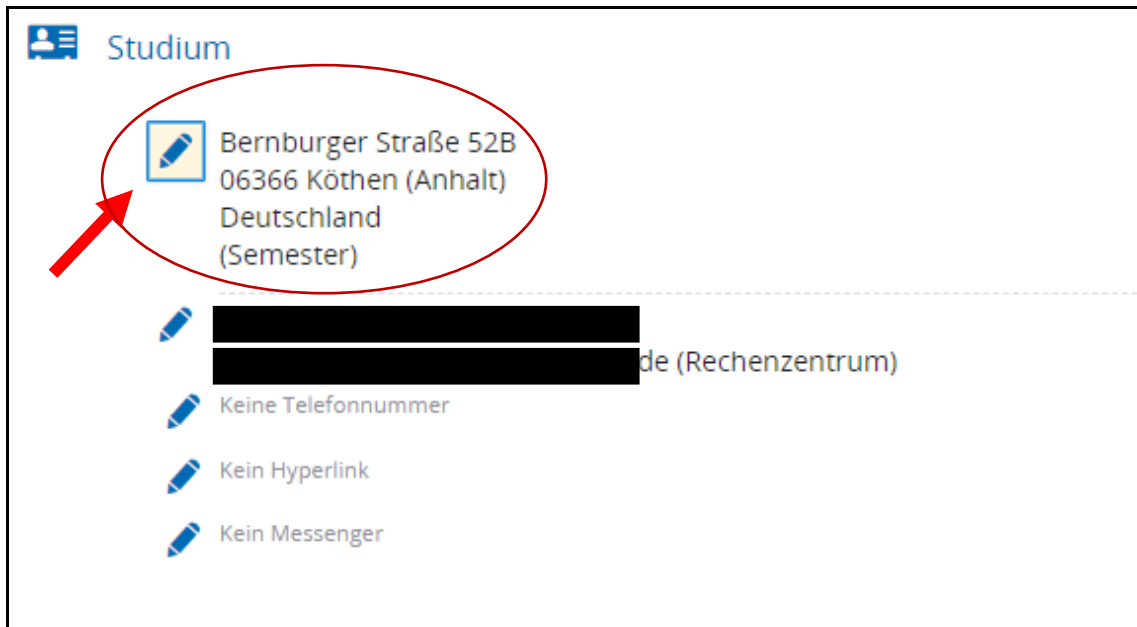 Studium
Bernburger Straße 52B
06366 Köthen (Anhalt)
Deutschland
(Semester)
de (Rechenzentrum)
Keine Telefonnummer
Kein Hyperlink
Kein Messenger